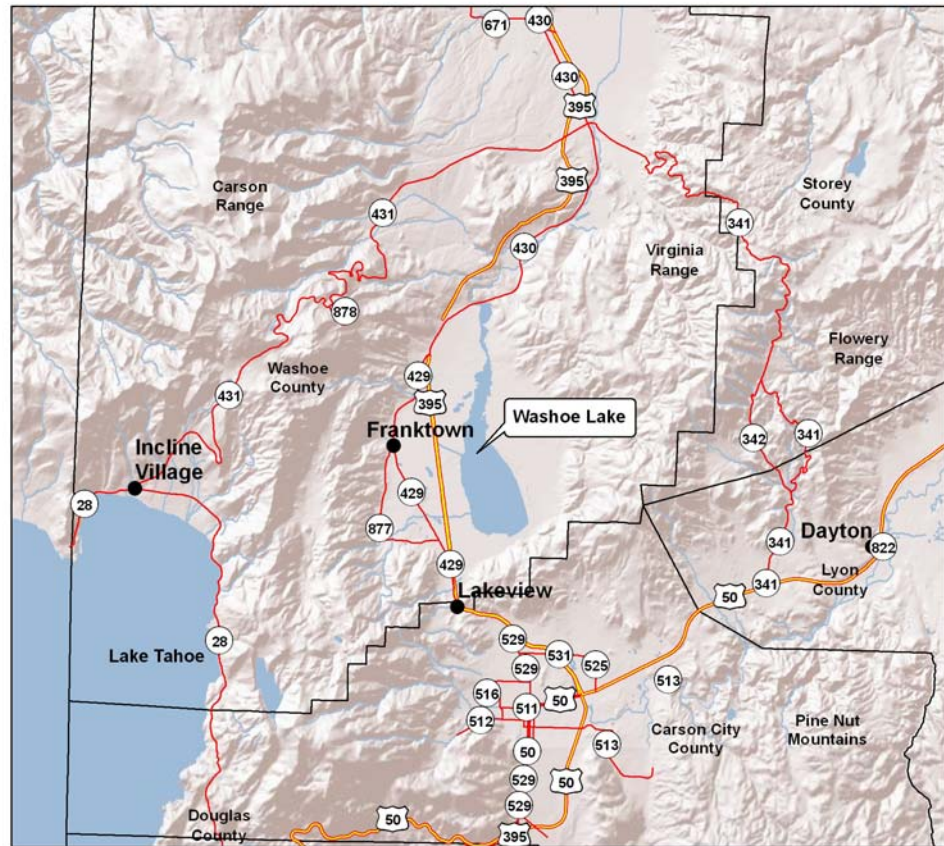 671
430
430
395
395
Carson
Range
431
Storey
County
341
430
Virginia
Range
878
Flowery
Range
Washoe
County
429
431
395
Washoe Lake
Franktown
342
341
Incline
Village
429
28
877
341
Dayton
822
429
341
Lyon
County
50
Lakeview
28
Lake Tahoe
529
531
529
525
513
516
50
511
512
Carson City
County
Pine Nut
Mountains
513
50
529
50
529
Douglas
County
50
395